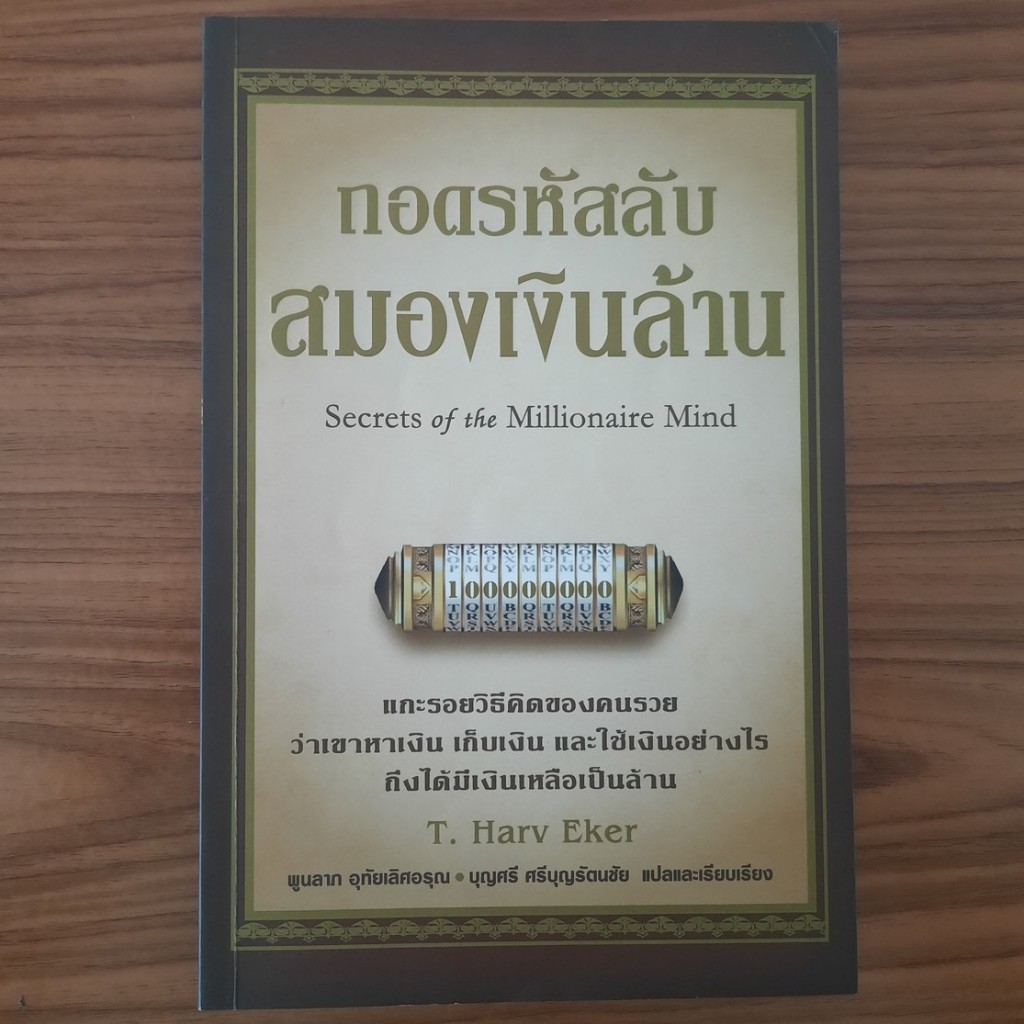 ถอดรหัสลับ
สมองเงินล้าน
Secrets of the Millionaire Mind
1000000000
แกะรอยวิธีคิดของคนรวย
ว่าเขาหาเงิน เก็บเงิน และใช้เงินอย่างไร
ถึงได้มีเงินเหลือเป็นล้าน
T. Harv Eker
พูนลาภ อุทัยเลิศอรุณ • บุญศรี ศรีบุญรัตนชัย แปลและเรียบเรียง